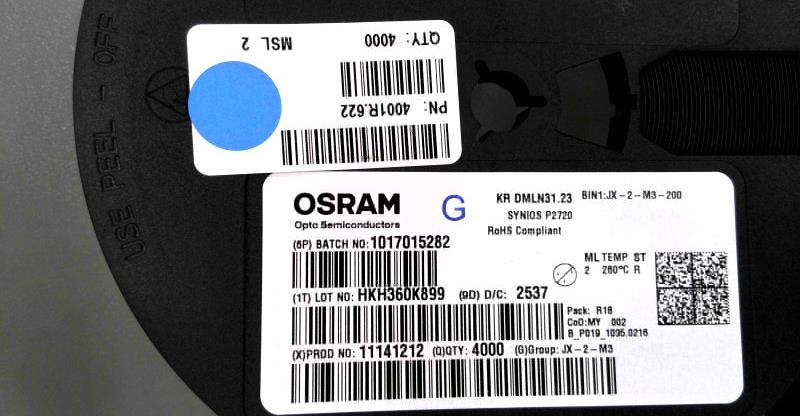 USE PEEL - OFF
QTY: 4000 MSL 2
PN: 4001R.622
OSRAM
Opto Semiconductors
G
KR DMLN31.23 BIN1:JX-2-M3-200
SYNIOS P2720
RoHS Compliant
(6P) BATCH NO: 1017015282
ML TEMP ST
2 260°C R
(1T) LOT NO: HKH360K899 (9D) D/C: 2537
Pack: R18
CoO:MY 002
B_P019_1095.0216
(X)PROD NO: 11141212 (Q)QTY: 4000 (G)Group: JX-2-M3